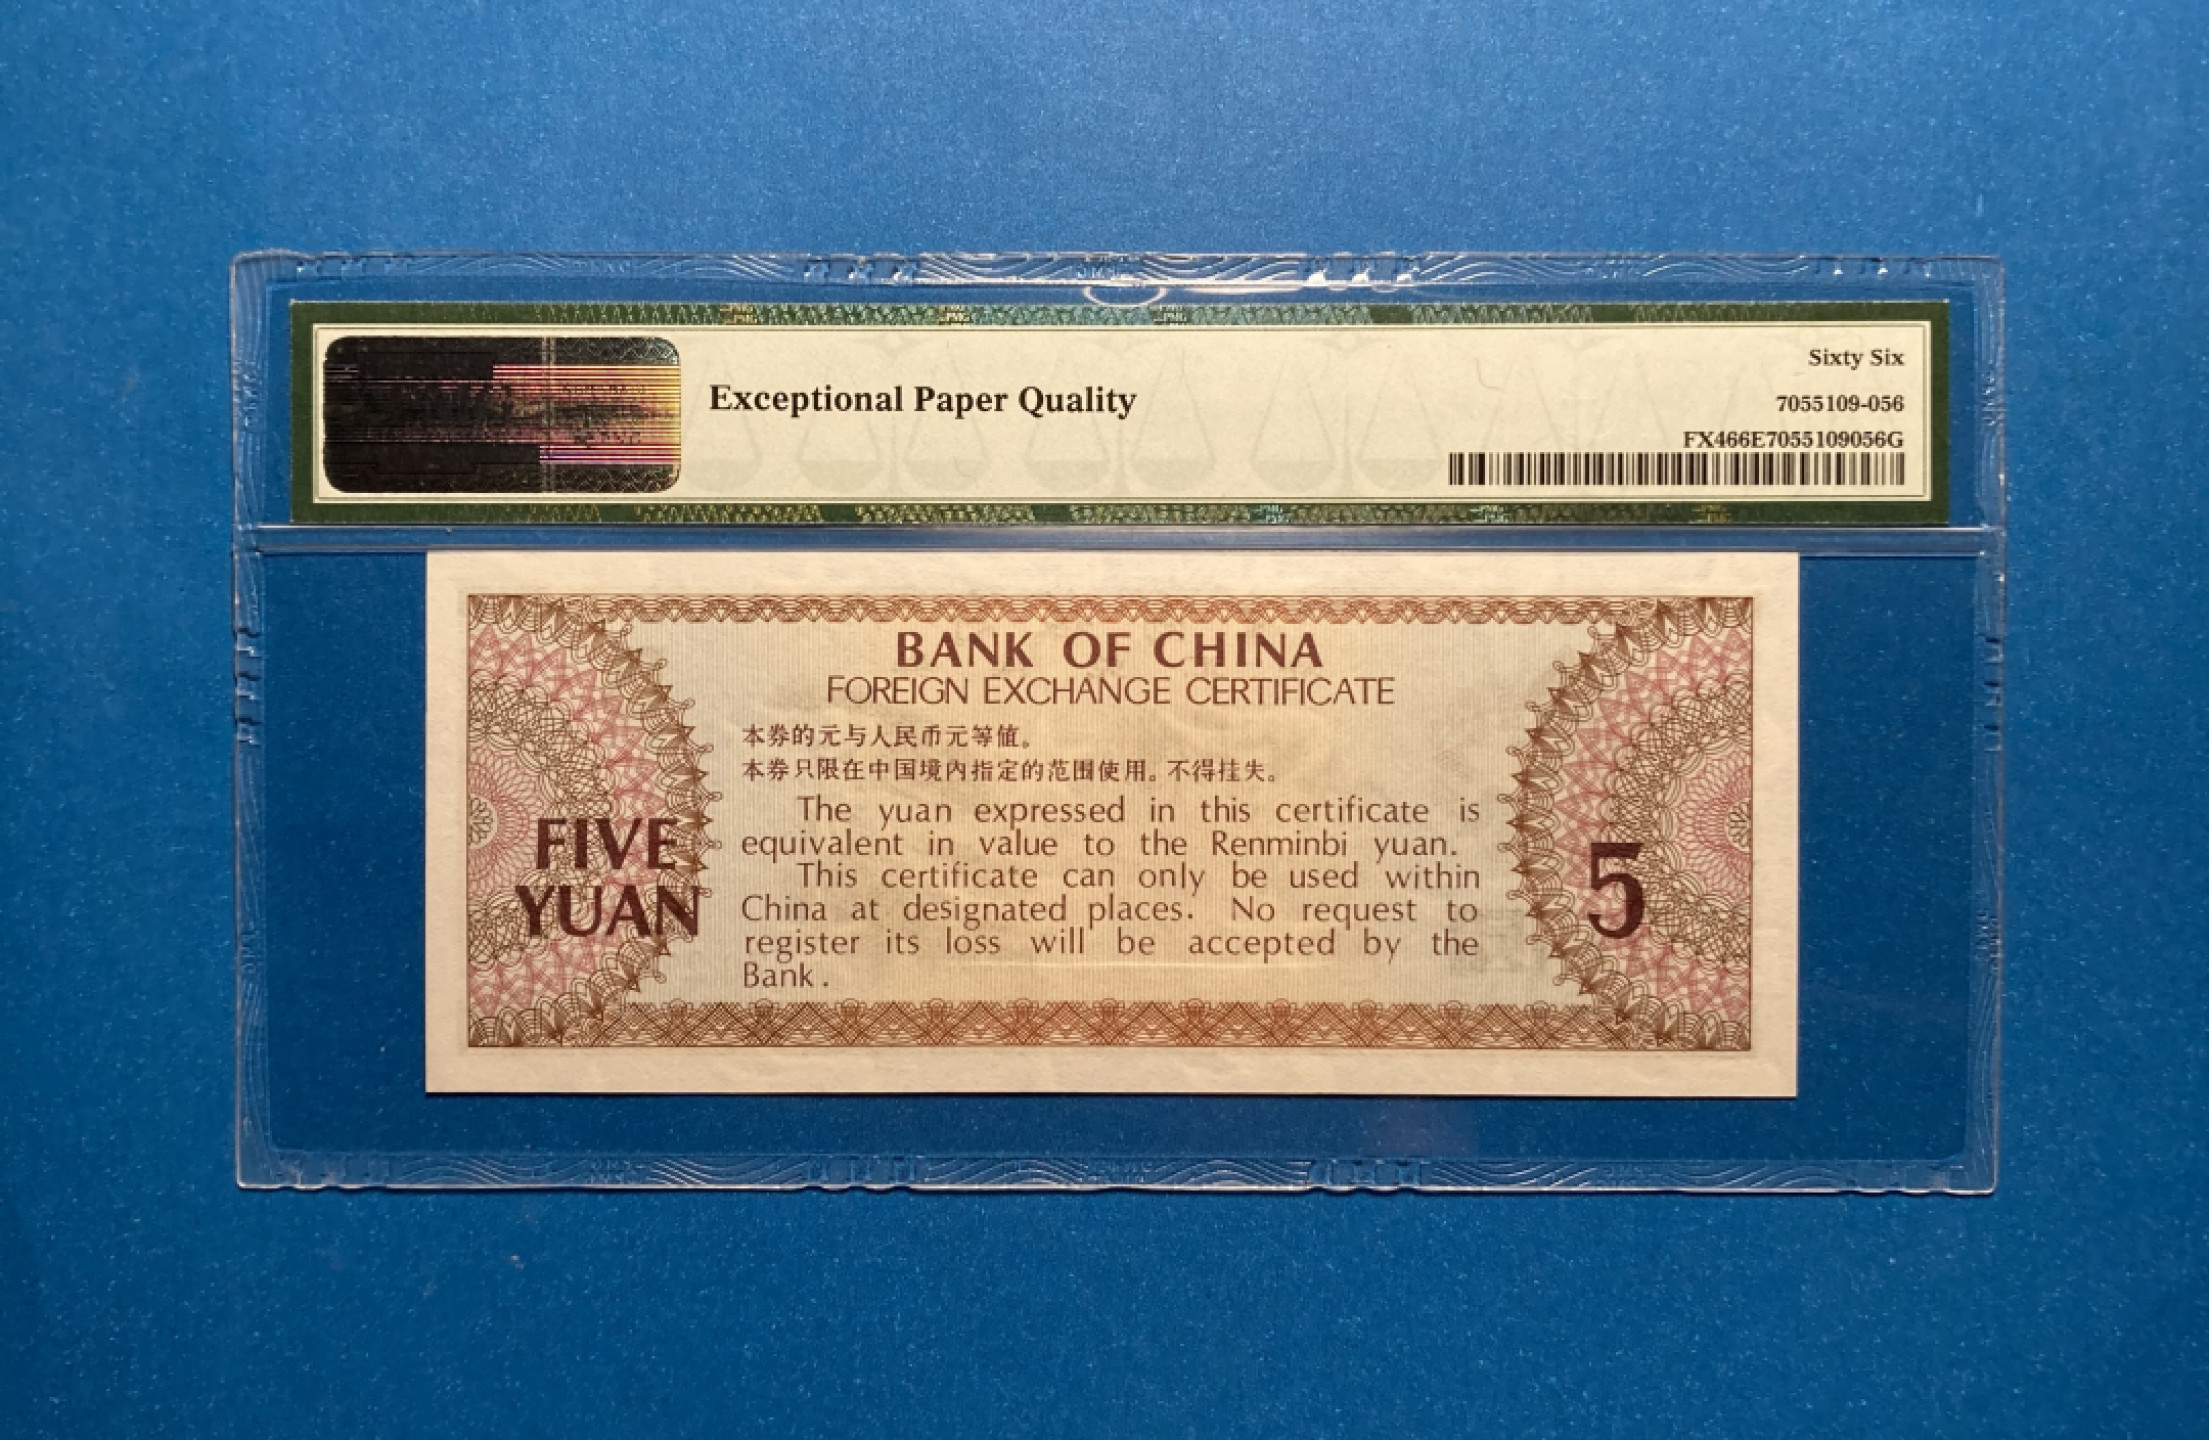 Exceptional Paper Quality
Sixty Six
7055109-056
FX466E7055109056G
BANK OF CHINA
FOREIGN EXCHANGE CERTIFICATE
本券的元与人民币元等值。
本券只限在中国境内指定的范围使用。不得挂失。
The yuan expressed in this certificate is
equivalent in value to the Renminbi yuan.
This certificate can only be used within
China at designated places. No request to
register its loss will be accepted by the
Bank.
FIVE
YUAN
5